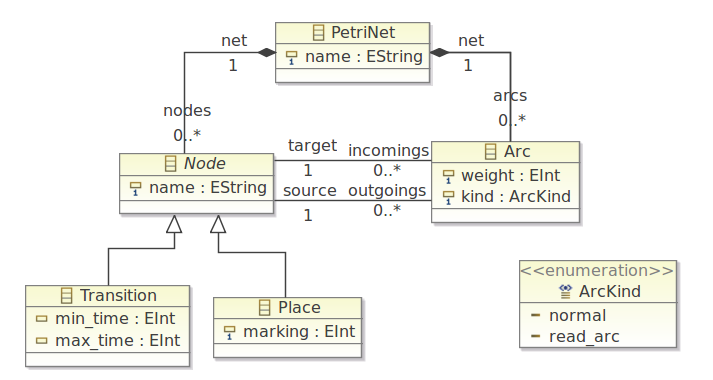 PetriNet
name : EString
net
1
net
1
nodes
0..*
arcs
0..*
Node
name : EString
target
1
incomings
0..*
source
1
outgoings
0..*
Arc
weight : EInt
kind : ArcKind
Transition
min_time : EInt
max_time : EInt
Place
marking : EInt
<<enumeration>>
ArcKind
normal
read_arc